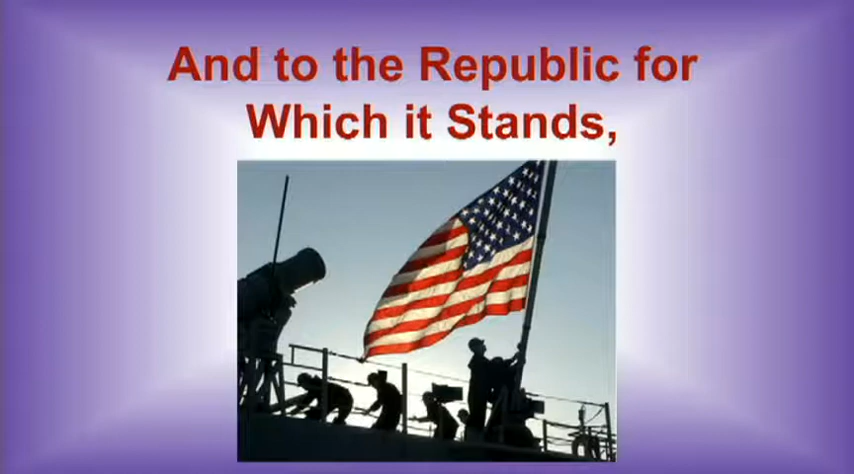 And to the Republic for
Which it Stands,